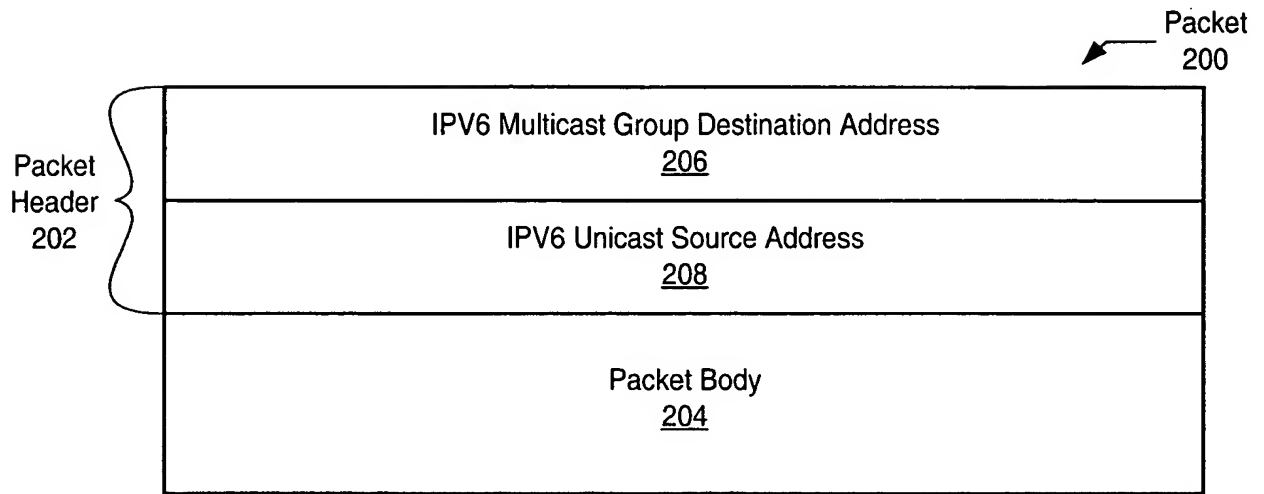 Packet
200
IPV6 Multicast Group Destination Address
206
Packet
Header
202
IPV6 Unicast Source Address
208
Packet Body
204